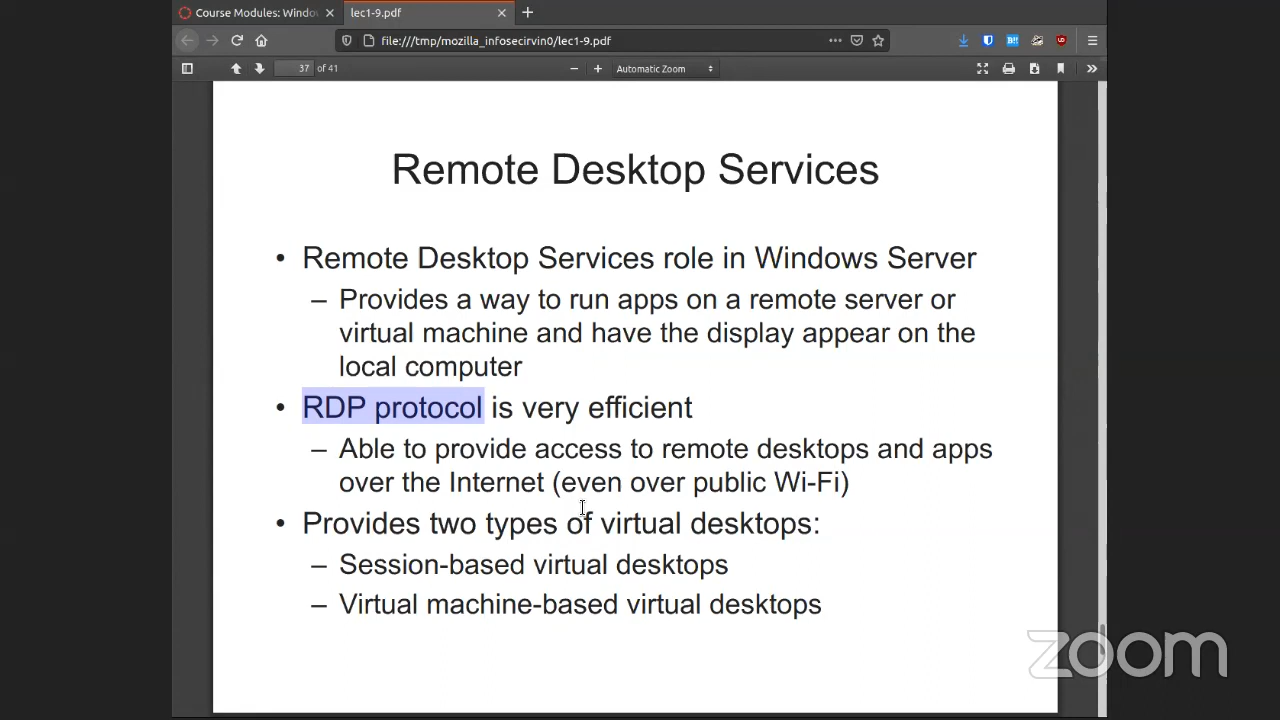 Course Modules: Windo
lec1-9.pdf
file:///tmp/mozilla_infosecirvin0/lec1-9.pdf
37 of 41
Automatic Zoom
Remote Desktop Services
• Remote Desktop Services role in Windows Server
– Provides a way to run apps on a remote server or
virtual machine and have the display appear on the
local computer
• RDP protocol is very efficient
– Able to provide access to remote desktops and apps
over the Internet (even over public Wi-Fi)
• Provides two types of virtual desktops:
– Session-based virtual desktops
– Virtual machine-based virtual desktops
zoom